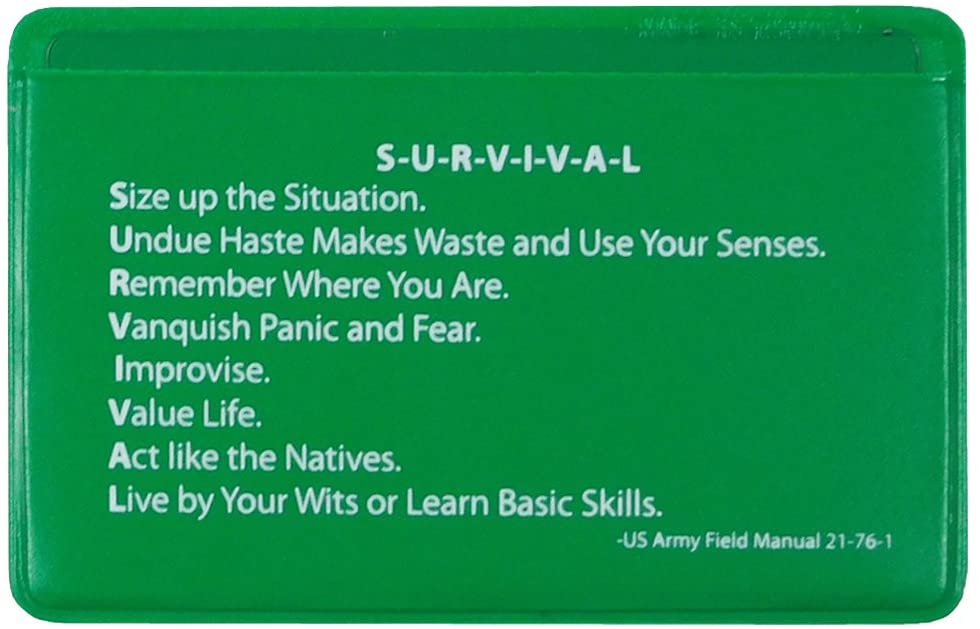 S-U-R-V-I-V-A-L
Size up the Situation.
Undue Haste Makes Waste and Use Your Senses.
Remember Where You Are.
Vanquish Panic and Fear.
Improvise.
Value Life.
Act like the Natives.
Live by Your Wits or Learn Basic Skills.
-US Army Field Manual 21-76-1